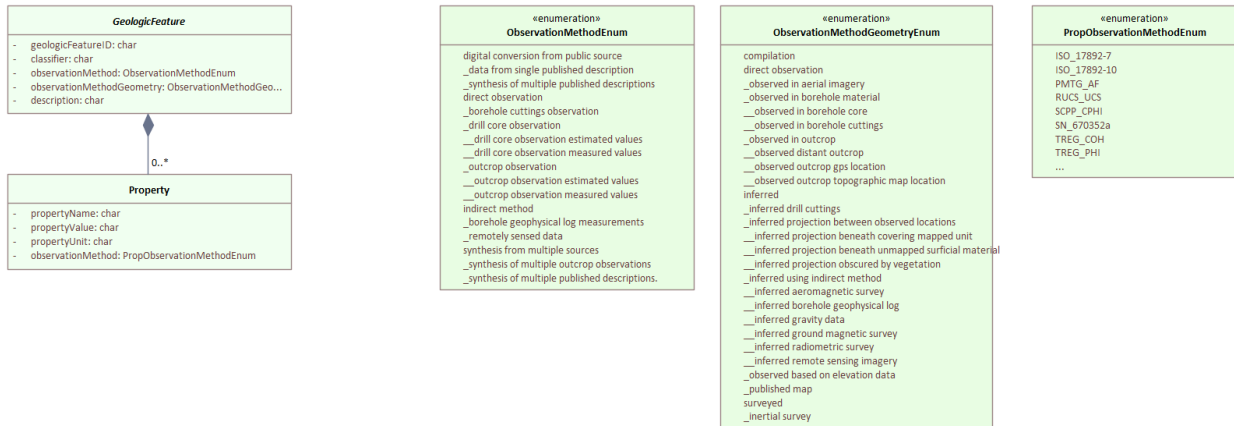 GeologicFeature
- geologicFeatureID: char
- classifier: char
- observationMethod: ObservationMethodEnum
- observationMethodGeometry: ObservationMethodGeo...
- description: char
0..*
Property
- propertyName: char
- propertyValue: char
- propertyUnit: char
- observationMethod: PropObservationMethodEnum
«enumeration»
ObservationMethodEnum
digital conversion from public source
_data from single published description
_synthesis of multiple published descriptions
direct observation
_borehole cuttings observation
_drill core observation
__drill core observation estimated values
__drill core observation measured values
_outcrop observation
__outcrop observation estimated values
__outcrop observation measured values
indirect method
_borehole geophysical log measurements
_remotely sensed data
synthesis from multiple sources
_synthesis of multiple outcrop observations
_synthesis of multiple published descriptions.
«enumeration»
ObservationMethodGeometryEnum
compilation
direct observation
_observed in aerial imagery
_observed in borehole material
__observed in borehole core
__observed in borehole cuttings
_observed in outcrop
__observed distant outcrop
__observed outcrop gps location
__observed outcrop topographic map location
inferred
_inferred drill cuttings
_inferred projection between observed locations
__inferred projection beneath covering mapped unit
__inferred projection beneath unmapped surficial material
__inferred projection obscured by vegetation
_inferred using indirect method
__inferred aeromagnetic survey
__inferred borehole geophysical log
__inferred gravity data
__inferred ground magnetic survey
__inferred radiometric survey
__inferred remote sensing imagery
_observed based on elevation data
_published map
surveyed
_inertial survey
«enumeration»
PropObservationMethodEnum
ISO_17892-7
ISO_17892-10
PMTG_AF
RUCS_UCS
SCPP_CPHI
SN_670352a
TREG_COH
TREG_PHI
...